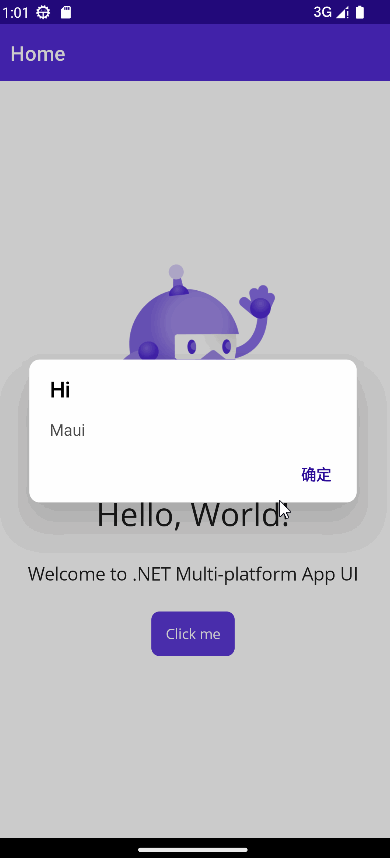 1:01 3G
Home
Hi
Maui
确定
Hello, World!
Welcome to .NET Multi-platform App UI
Click me